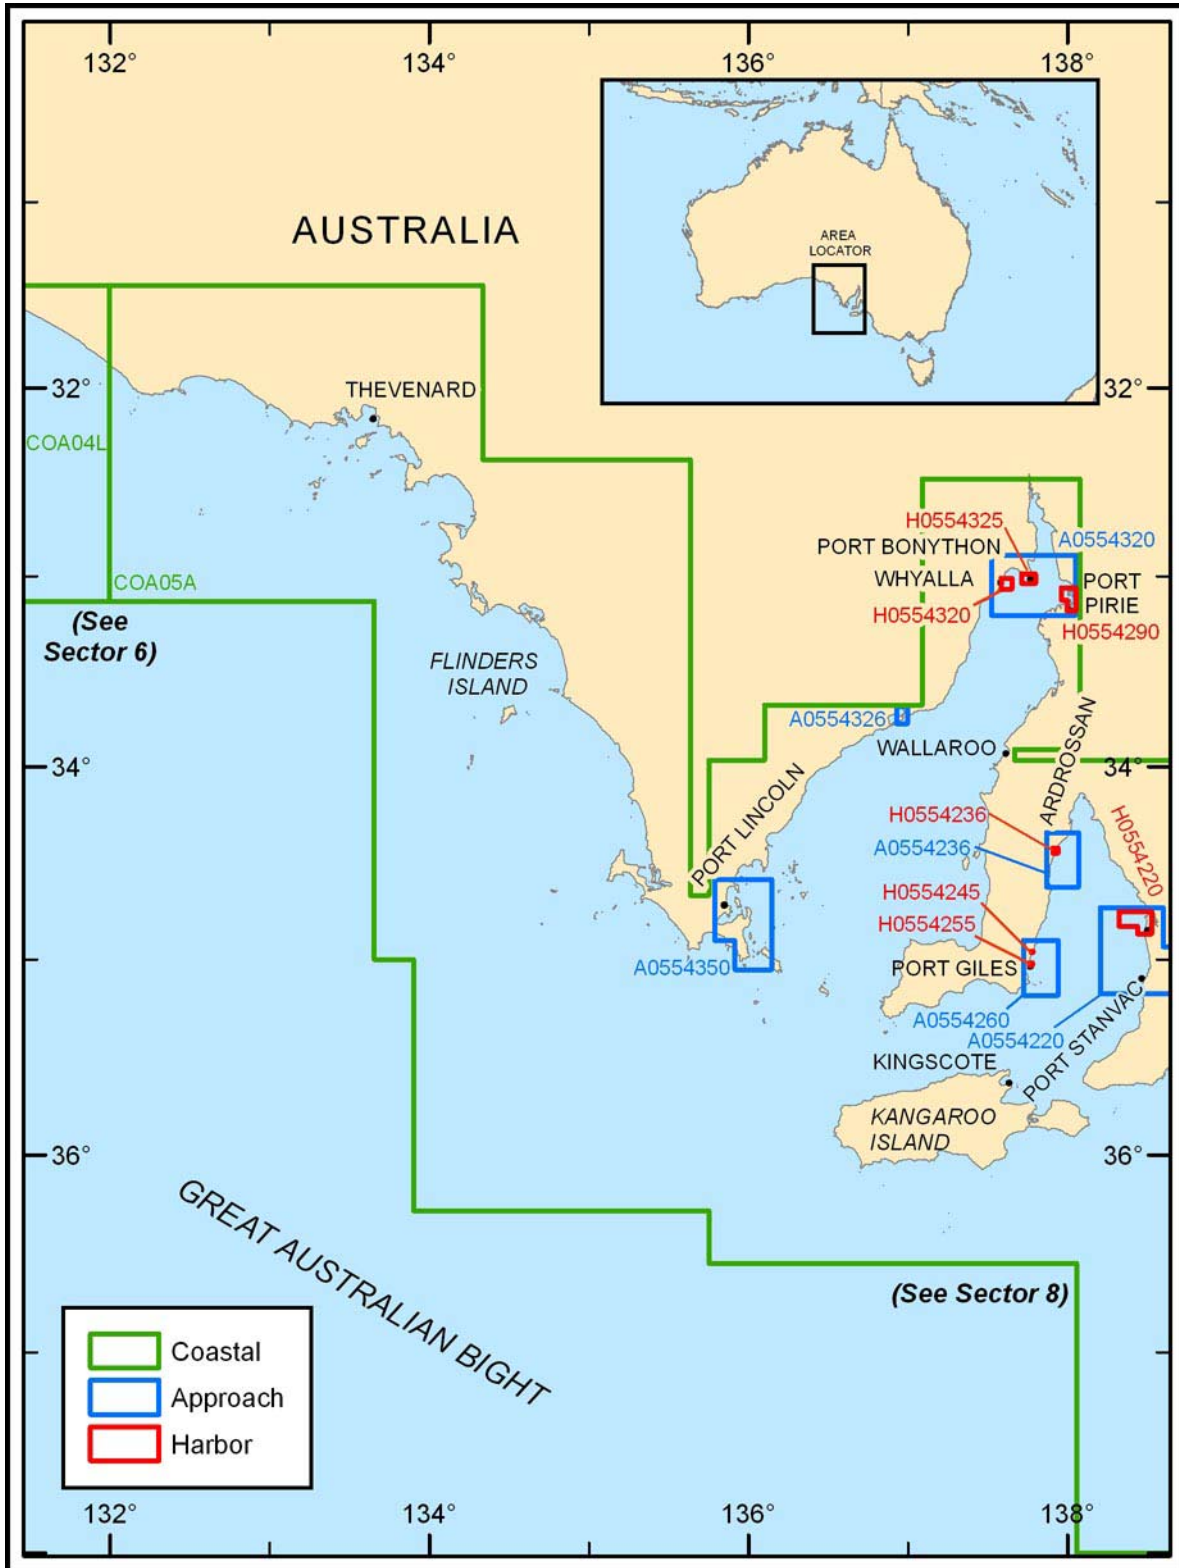 132°
134°
136°
138°
AUSTRALIA
AREA
LOCATOR
32°
32°
THEVENARD
COA04L
COA05A
(See
Sector 6)
H0554325
A0554320
PORT BONYTHON
WHYALLA
PORT
PIRIE
H0554320
H0554290
FLINDERS
ISLAND
A0554326
WALLAROO
34°
ARDROSSAN
PORT LINCOLN
H0554236
A0554236
H0554220
H0554245
H0554255
PORT GILES
A0554350
A0554260
A0554220
PORT STANVAC
KINGSCOTE
KANGAROO
ISLAND
36°
36°
GREAT AUSTRALIAN BIGHT
(See Sector 8)
Coastal
Approach
Harbor
34°
132°
134°
136°
138°